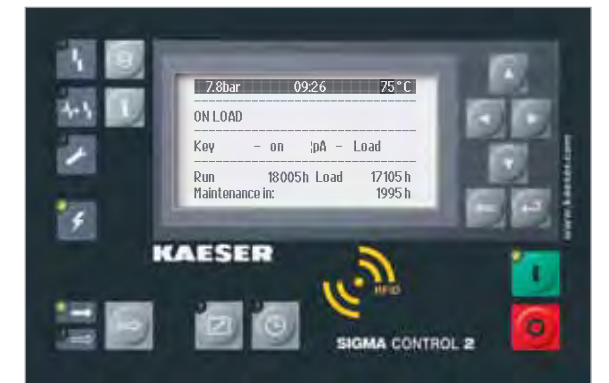 7.8bar 09:26 75°C
ON LOAD
Key - on ¦pA - Load
Run 18005h Load 17105h
Maintenance in: 1995h
www.kaeser.com
KAESER
RFID
SIGMA CONTROL 2